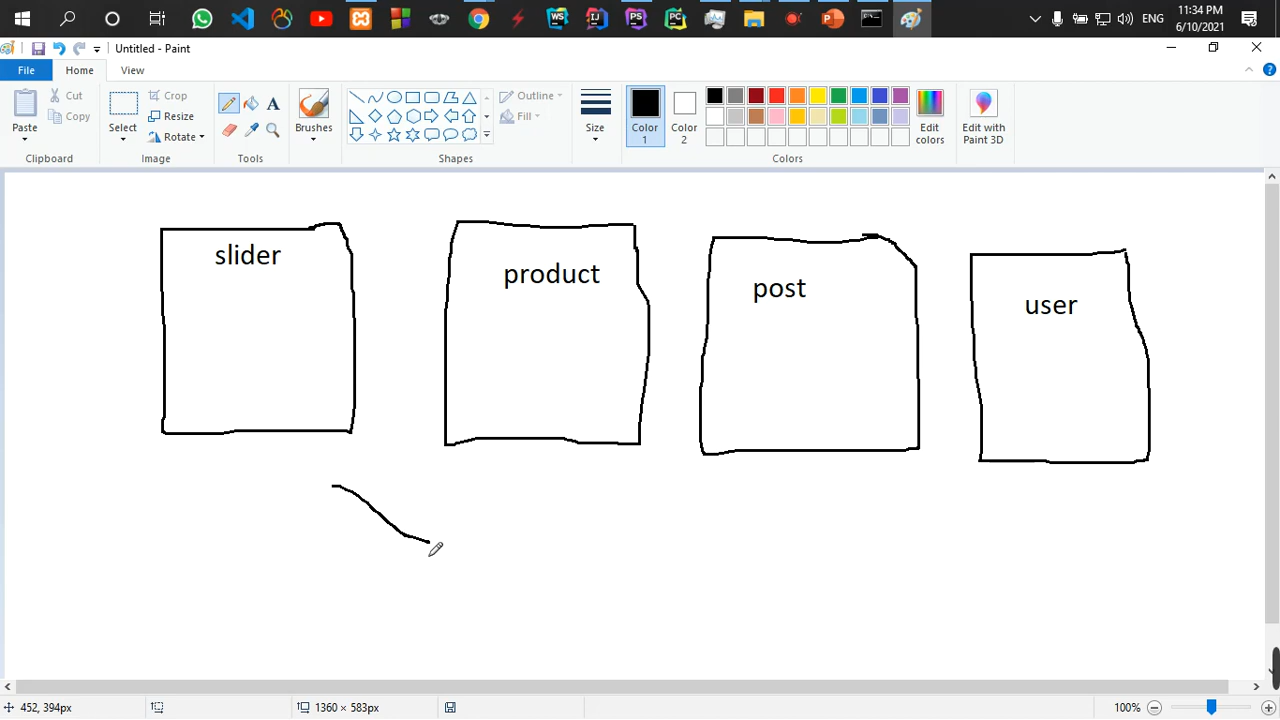 ENG
11:34 PM
6/10/2021
Untitled - Paint
File
Home
View
Paste
Cut
Copy
Clipboard
Select
Crop
Resize
Rotate
Image
A
Tools
Brushes
Outline
Fill
Shapes
Size
Color 1
Color 2
Edit colors
Colors
Edit with Paint 3D
slider
product
post
user
452, 394px
1360 × 583px
100%